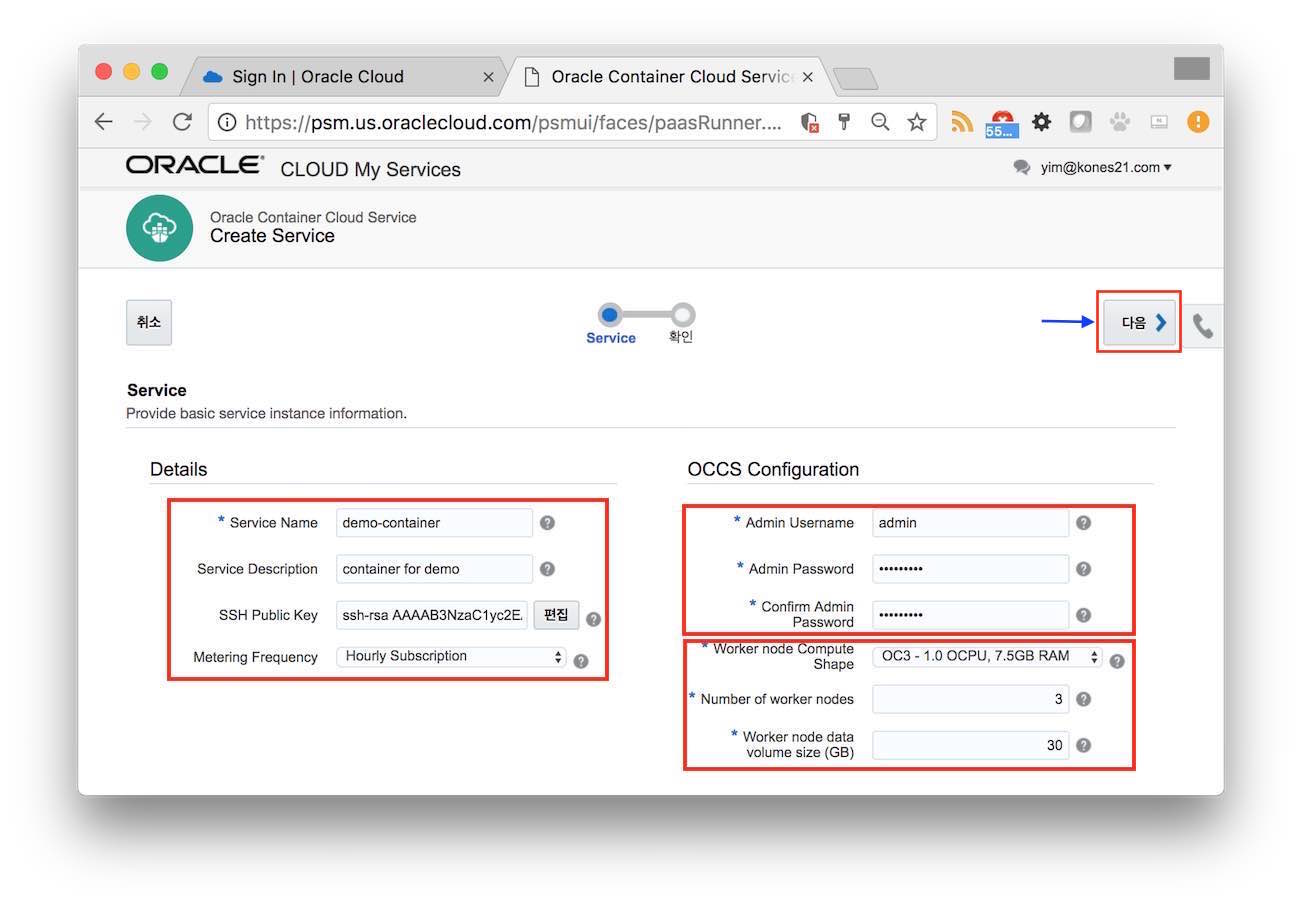 Sign In | Oracle Cloud
Oracle Container Cloud Servic
https://psm.us.oraclecloud.com/psmui/faces/paasRunner....
55...
ORACLE® CLOUD My Services
yim@kones21.com
Oracle Container Cloud Service
Create Service
취소
Service
확인
다음
Service
Provide basic service instance information.
Details
* Service Name demo-container
Service Description container for demo
SSH Public Key ssh-rsa AAAAB3NzaC1yc2E. 편집
Metering Frequency Hourly Subscription
OCCS Configuration
* Admin Username admin
* Admin Password •••••••••
* Confirm Admin
Password •••••••••
* Worker node Compute
Shape OC3 - 1.0 OCPU, 7.5GB RAM
* Number of worker nodes 3
* Worker node data
volume size (GB) 30